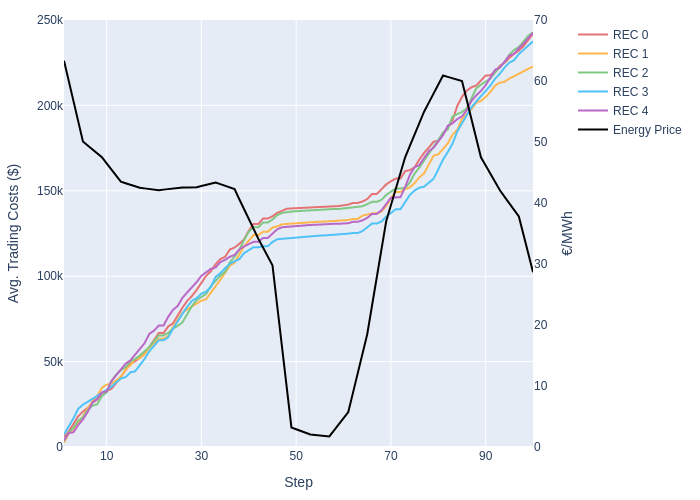 250k
200k
150k
100k
50k
0
Avg. Trading Costs ($)
10
30
50
70
90
Step
70
60
50
40
30
20
10
0
€/MWh
REC 0
REC 1
REC 2
REC 3
REC 4
Energy Price